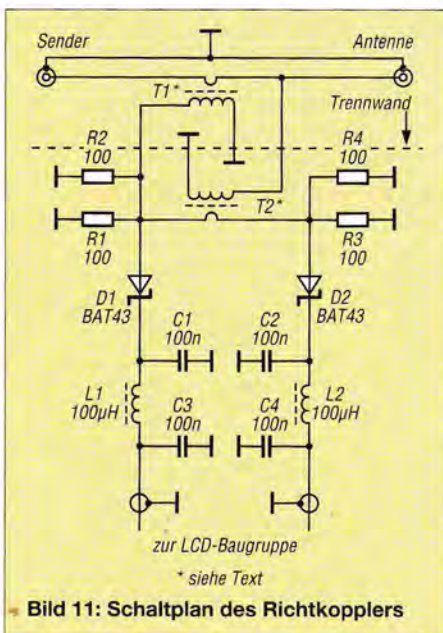 Sender
Antenne
T1*
Trennwand
R2
100
R4
100
T2*
R1
100
R3
100
D1
BAT43
D2
BAT43
C1
100n
C2
100n
L1
100µH
L2
100µH
C3
100n
C4
100n
zur LCD-Baugruppe
* siehe Text
Bild 11: Schaltplan des Richtkopplers